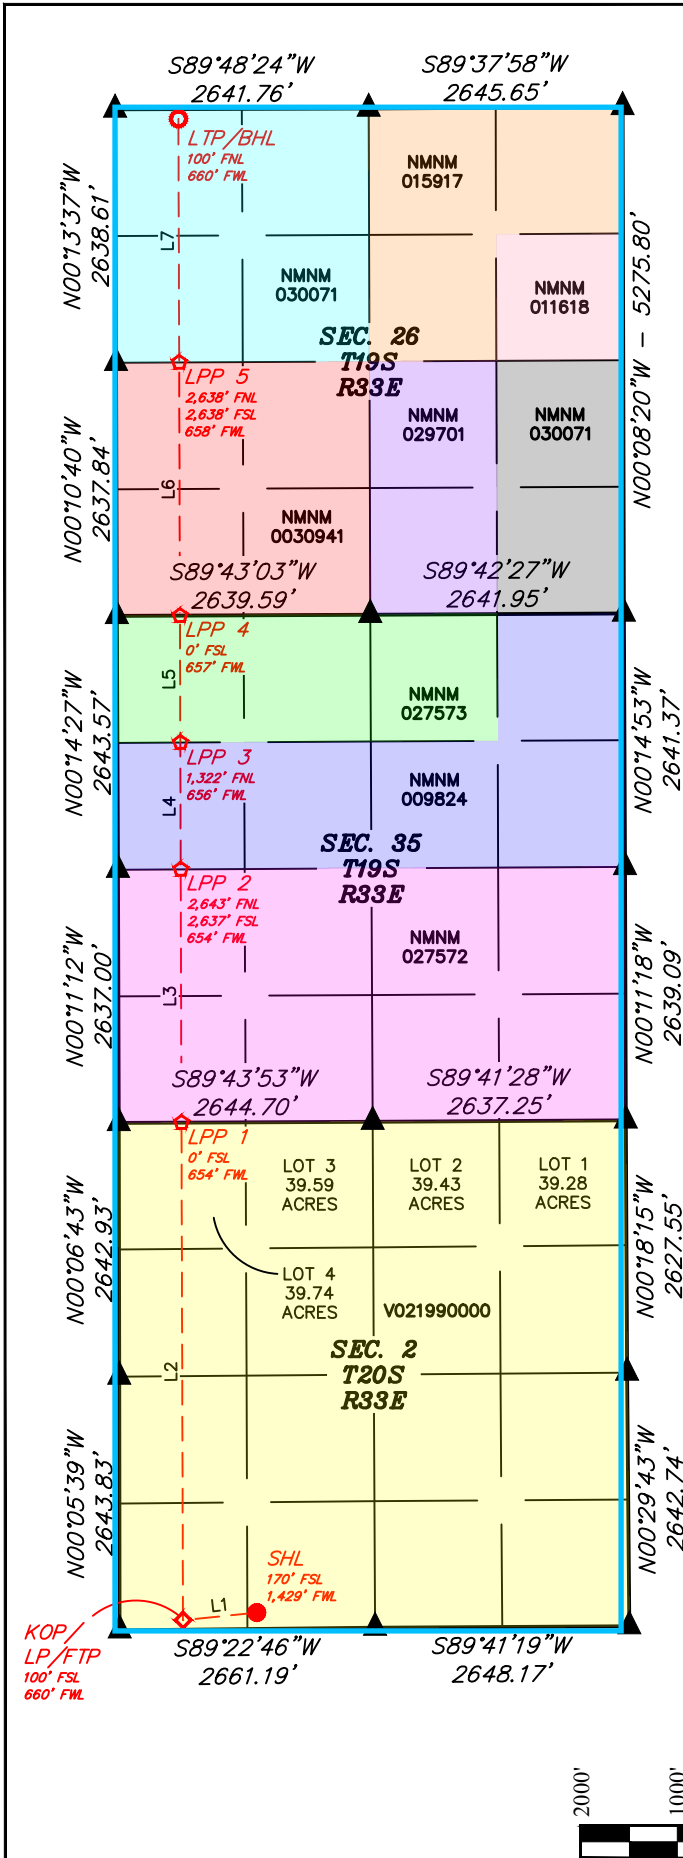 S89°48'24"W
2641.76'
S89°37'58"W
2645.65'
LTP/BHL
100' FNL
660' FWL
NMNM
015917
N00°13'37"W
2638.61'
L7
NMNM
030071
NMNM
011618
N00°08'20"W – 5275.80'
SEC. 26
T19S
R33E
LPP 5
2,638' FNL
2,638' FSL
658' FWL
NMNM
029701
NMNM
030071
N00°10'40"W
2637.84'
L6
NMNM
0030941
S89°43'03"W
2639.59'
S89°42'27"W
2641.95'
LPP 4
0' FSL
657' FWL
L5
NMNM
027573
N00°14'27"W
2643.57'
N00°14'53"W
2641.37'
LPP 3
1,322' FNL
656' FWL
L4
NMNM
009824
SEC. 35
T19S
R33E
LPP 2
2,643' FNL
2,637' FSL
654' FWL
NMNM
027572
N00°11'12"W
2637.00'
L3
N00°11'18"W
2639.09'
S89°43'53"W
2644.70'
S89°41'28"W
2637.25'
LPP 1
0' FSL
654' FWL
LOT 3
39.59
ACRES
LOT 2
39.43
ACRES
LOT 1
39.28
ACRES
N00°06'43"W
2642.93'
N00°18'15"W
2627.55'
LOT 4
39.74
ACRES
V021990000
SEC. 2
T20S
R33E
L2
N00°05'39"W
2643.83'
N00°29'43"W
2642.74'
SHL
170' FSL
1,429' FWL
L1
KOP/
LP/FTP
100' FSL
660' FWL
S89°22'46"W
2661.19'
S89°41'19"W
2648.17'
2000'
1000'